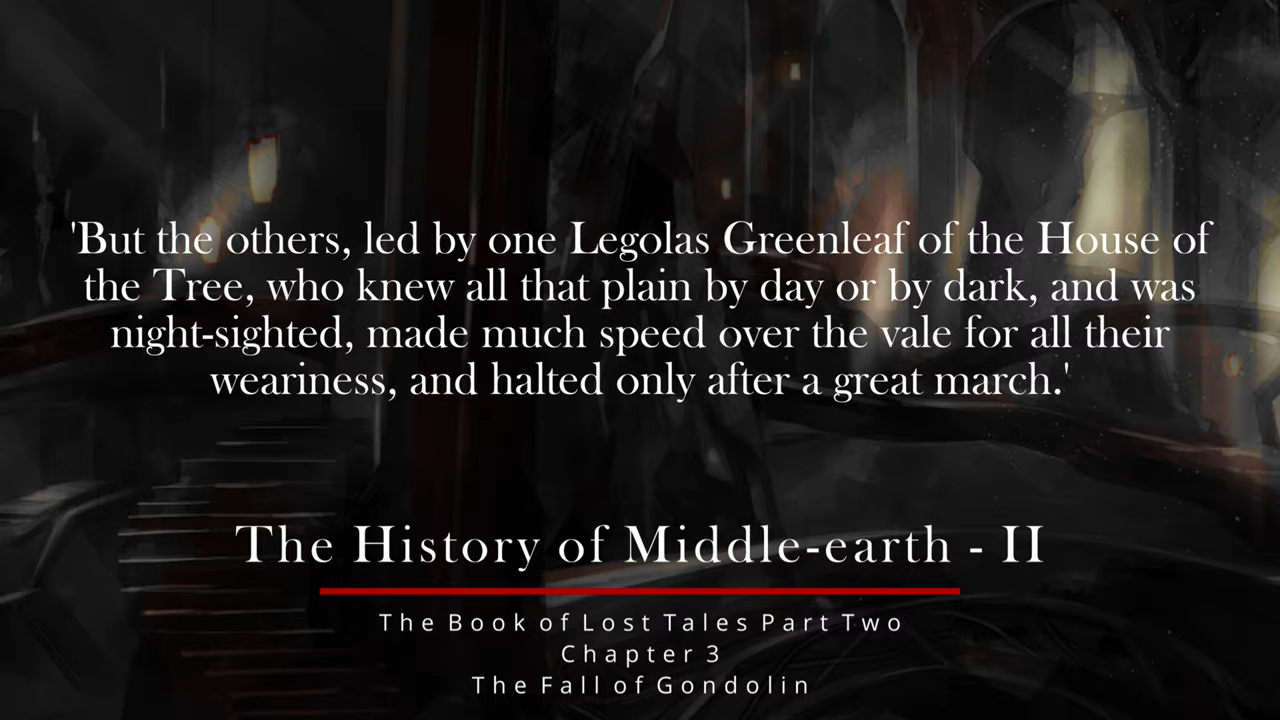 'But the others, led by one Legolas Greenleaf of the House of
the Tree, who knew all that plain by day or by dark, and was
night-sighted, made much speed over the vale for all their
weariness, and halted only after a great march.'
The History of Middle-earth - II
The Book of Lost Tales Part Two
Chapter 3
The Fall of Gondolin